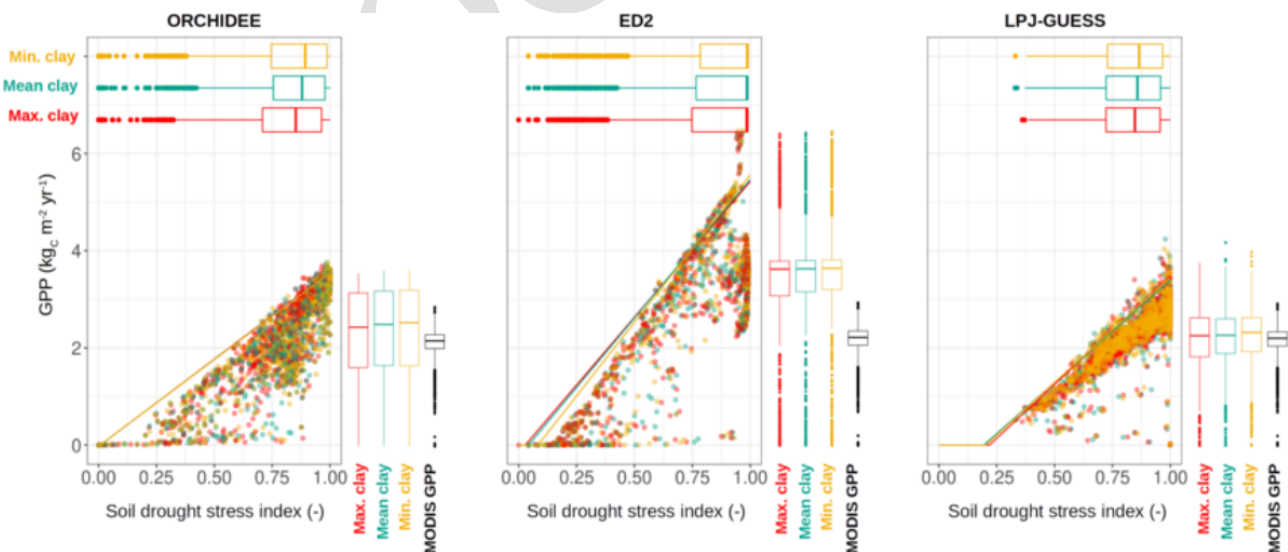 ORCHIDEE
ED2
LPJ-GUESS
Min. clay
Mean clay
Max. clay
GPP (kgC m-2 yr-1)
6
4
2
0
0.00 0.25 0.50 0.75 1.00
0.00 0.25 0.50 0.75 1.00
0.00 0.25 0.50 0.75 1.00
Soil drought stress index (-)
Soil drought stress index (-)
Soil drought stress index (-)
Max. clay
Mean clay
Min. clay
MODIS GPP
Max. clay
Mean clay
Min. clay
MODIS GPP
Max. clay
Mean clay
Min. clay
MODIS GPP